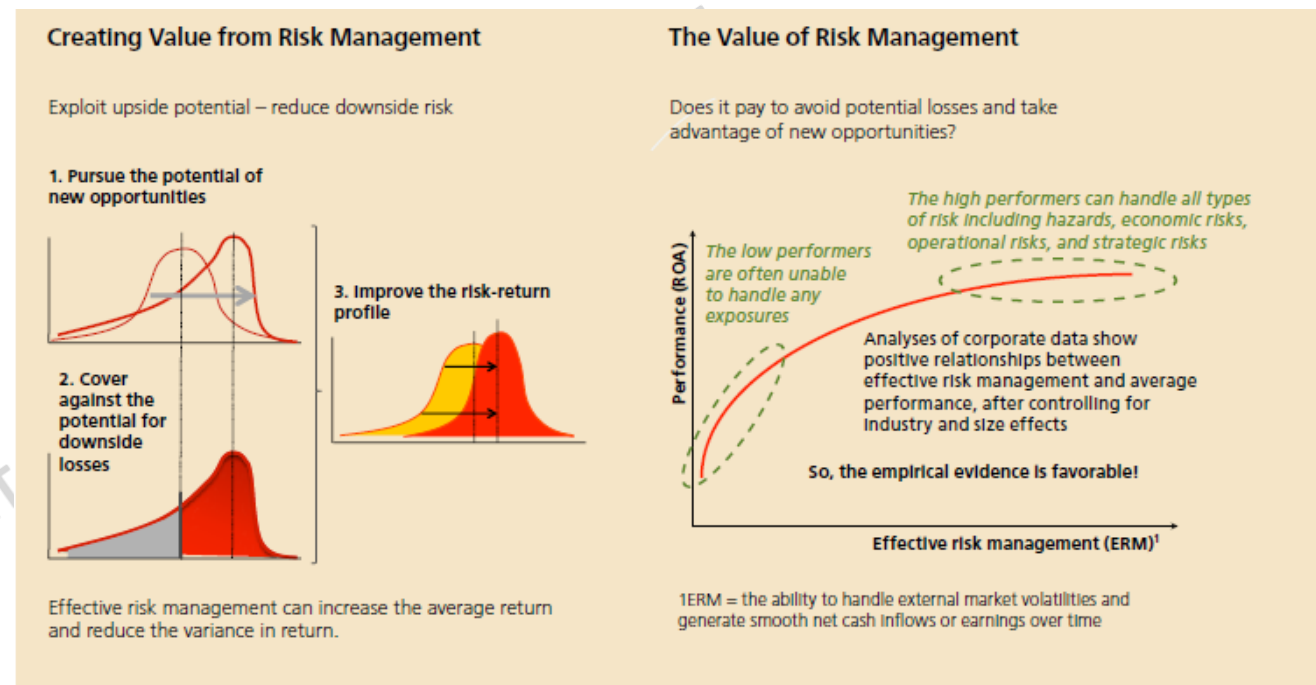 Creating Value from Risk Management
Exploit upside potential – reduce downside risk
1. Pursue the potential of
new opportunities
2. Cover
against the
potential for
downside
losses
3. Improve the risk-return
profile
Effective risk management can increase the average return
and reduce the variance in return.
The Value of Risk Management
Does it pay to avoid potential losses and take
advantage of new opportunities?
The high performers can handle all types
of risk including hazards, economic risks,
operational risks, and strategic risks
The low performers
are often unable
to handle any
exposures
Performance (ROA)
Analyses of corporate data show
positive relationships between
effective risk management and average
performance, after controlling for
industry and size effects
So, the empirical evidence is favorable!
Effective risk management (ERM)¹
1ERM = the ability to handle external market volatilities and
generate smooth net cash inflows or earnings over time